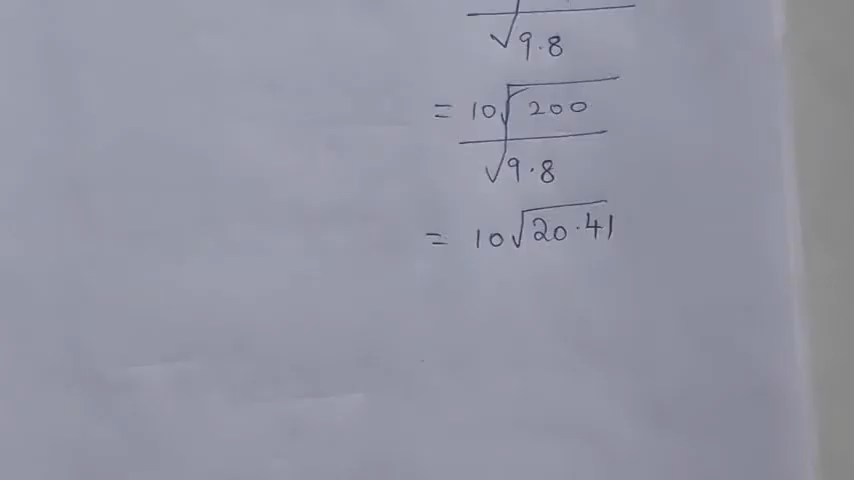 √9.8
= 10√200
√9.8
= 10√20.41